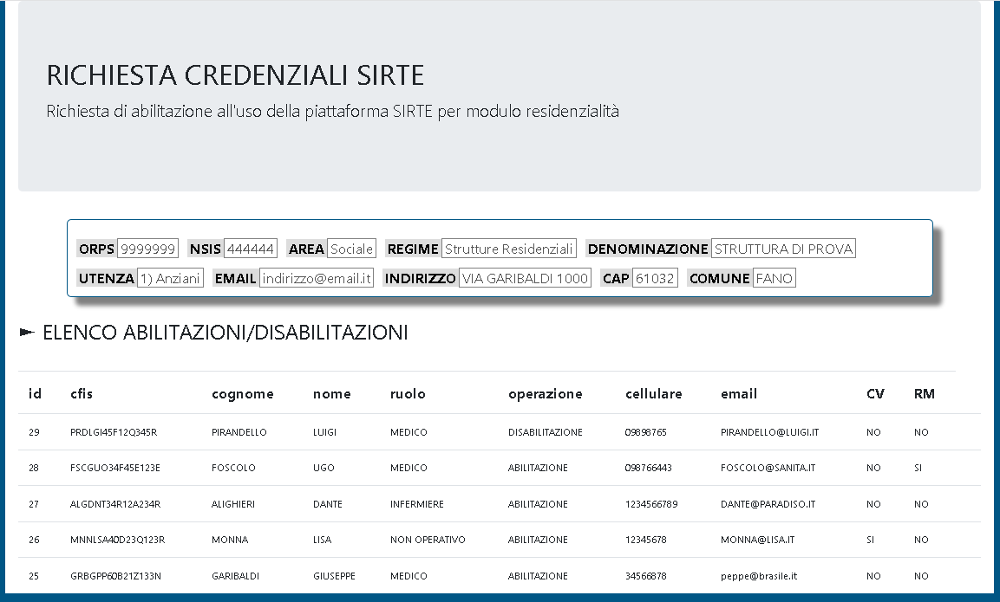 RICHIESTA CREDENZIALI SIRTE
Richiesta di abilitazione all'uso della piattaforma SIRTE per modulo residenzialità
ORPS 9999999 NSIS 444444 AREA Sociale REGIME Strutture Residenziali DENOMINAZIONE STRUTTURA DI PROVA
UTENZA 1) Anziani EMAIL indirizzo@email.it INDIRIZZO VIA GARIBALDI 1000 CAP 61032 COMUNE FANO
► ELENCO ABILITAZIONI/DISABILITAZIONI
id cfis cognome nome ruolo operazione cellulare email CV RM
29 PRDLGI45F12Q345R PIRANDELLO LUIGI MEDICO DISABILITAZIONE 09898765 PIRANDELLO@LUIGI.IT NO NO
28 FSCGUO34F45E123E FOSCOLO UGO MEDICO ABILITAZIONE 098766443 FOSCOLO@SANITA.IT NO SI
27 ALGDNT34R12A234R ALIGHIERI DANTE INFERMIERE ABILITAZIONE 1234566789 DANTE@PARADISO.IT NO NO
26 MNNLSA40D23Q123R MONNA LISA NON OPERATIVO ABILITAZIONE 12345678 MONNA@LISA.IT SI NO
25 GRBGPP60B21Z133N GARIBALDI GIUSEPPE MEDICO ABILITAZIONE 34566878 peppe@brasile.it NO NO